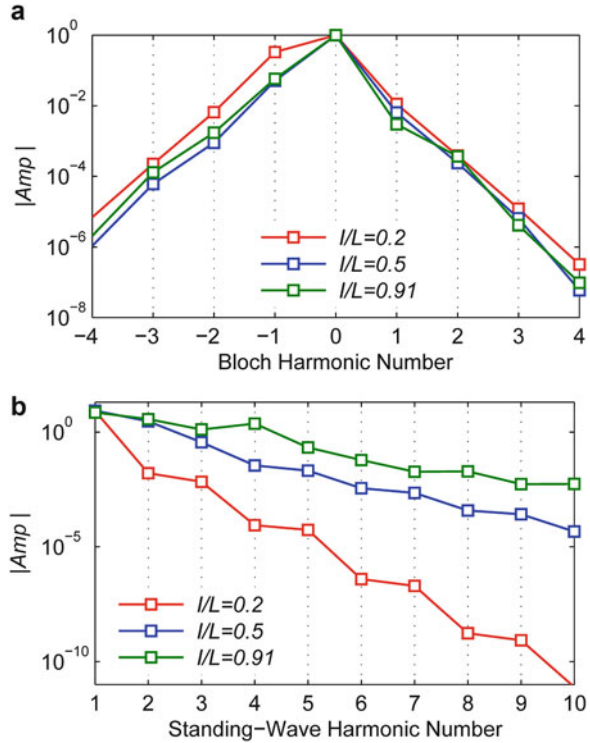 a
10^0
10^-2
10^-4
10^-6
10^-8
|Amp|
I/L=0.2
I/L=0.5
I/L=0.91
−4 −3 −2 −1 0 1 2 3 4
Bloch Harmonic Number
b
10^0
10^-5
10^-10
|Amp|
I/L=0.2
I/L=0.5
I/L=0.91
1 2 3 4 5 6 7 8 9 10
Standing−Wave Harmonic Number